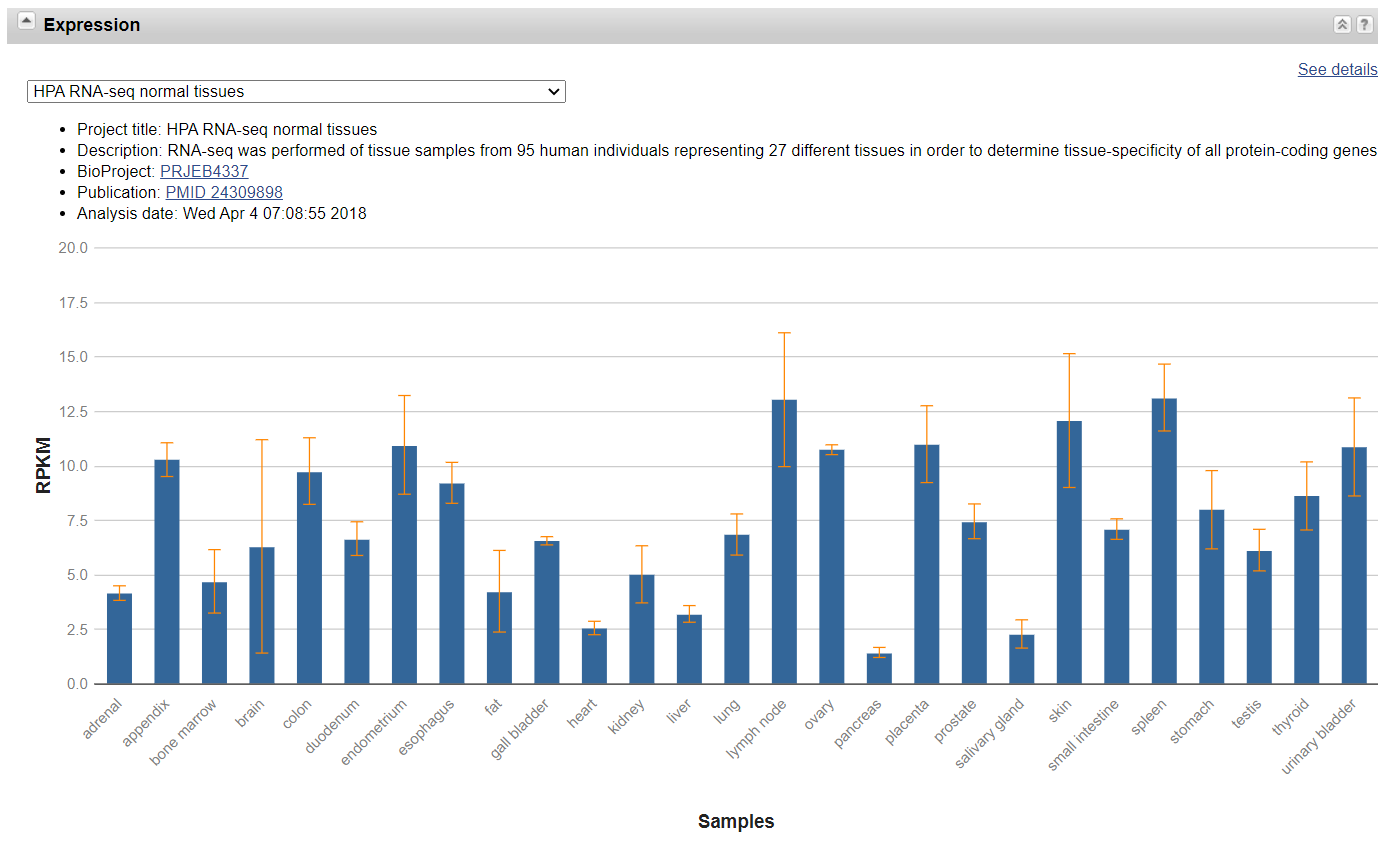 Expression
?
See details
HPA RNA-seq normal tissues
• Project title: HPA RNA-seq normal tissues
• Description: RNA-seq was performed of tissue samples from 95 human individuals representing 27 different tissues in order to determine tissue-specificity of all protein-coding genes
• BioProject: PRJEB4337
• Publication: PMID 24309898
• Analysis date: Wed Apr 4 07:08:55 2018
20.0
17.5
15.0
12.5
10.0
7.5
5.0
2.5
0.0
RPKM
adrenal
appendix
bone marrow
brain
colon
duodenum
endometrium
esophagus
fat
gall bladder
heart
kidney
liver
lung
lymph node
ovary
pancreas
placenta
prostate
salivary gland
skin
small intestine
spleen
stomach
testis
thyroid
urinary bladder
Samples